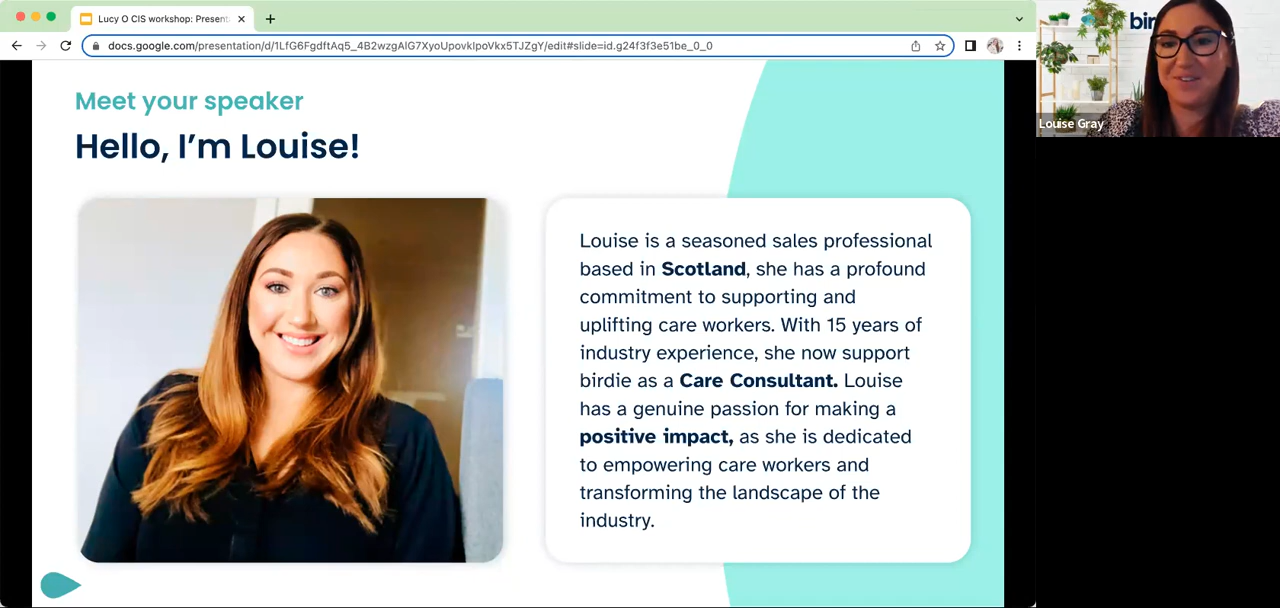 Lucy O CIS workshop: Present
docs.google.com/presentation/d/1LfG6FgdftAq5_4B2wzgAlG7XyoUpovkIpoVkx5TJZgY/edit#slide=id.g24f3f3e51be_0_0
Meet your speaker
Hello, I’m Louise!
Louise is a seasoned sales professional
based in Scotland, she has a profound
commitment to supporting and
uplifting care workers. With 15 years of
industry experience, she now support
birdie as a Care Consultant. Louise
has a genuine passion for making a
positive impact, as she is dedicated
to empowering care workers and
transforming the landscape of the
industry.
Louise Gray